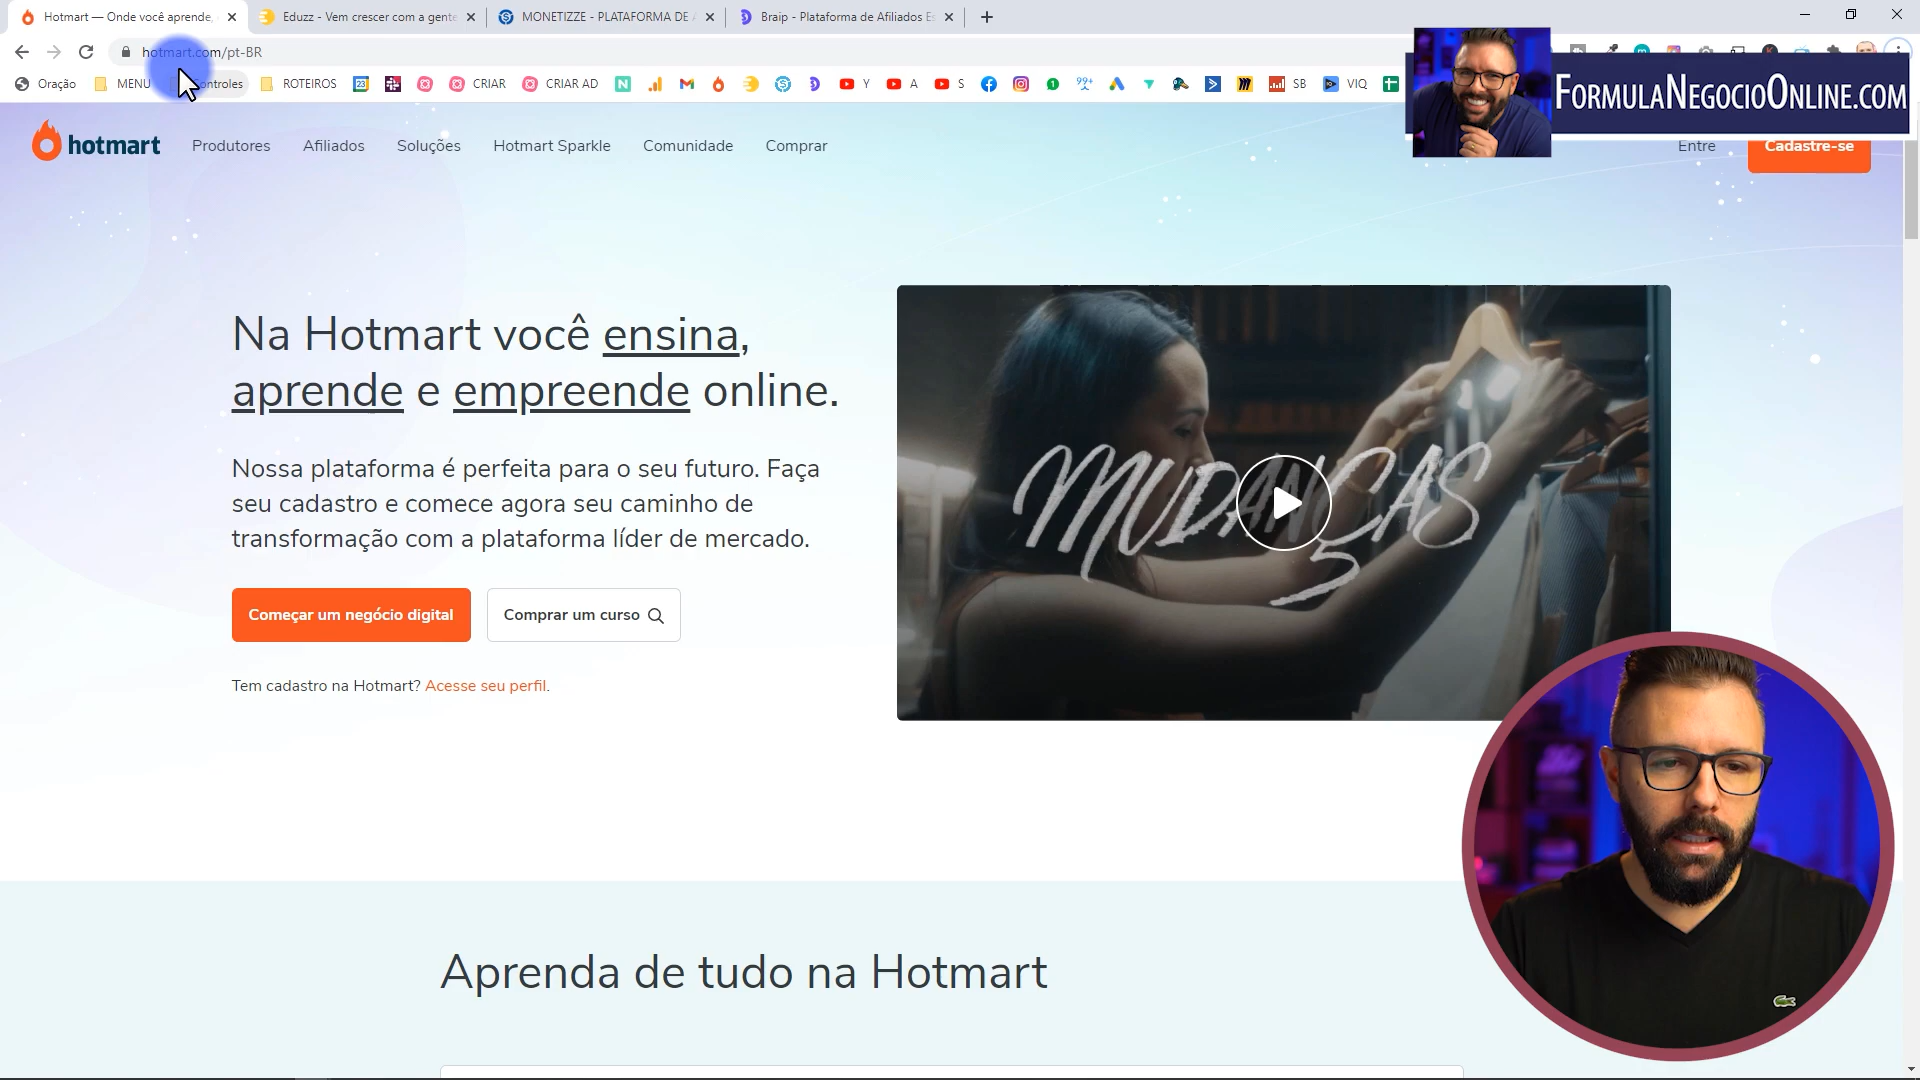 Hotmart — Onde você aprende,
Eduzz - Vem crescer com a gente
MONETIZZE - PLATAFORMA DE
Braip - Plataforma de Afiliados Es
hotmart.com/pt-BR
Oração
MENU
Controles
ROTEIROS
CRIAR
CRIAR AD
Y
A
S
99+
SB
VIQ
FORMULANEGOCIOONLINE.COM
hotmart
Produtores
Afiliados
Soluções
Hotmart Sparkle
Comunidade
Comprar
Entre
Cadastre-se
Na Hotmart você ensina,
aprende e empreende online.
Nossa plataforma é perfeita para o seu futuro. Faça
seu cadastro e comece agora seu caminho de
transformação com a plataforma líder de mercado.
MUDANÇAS
Começar um negócio digital
Comprar um curso
Tem cadastro na Hotmart? Acesse seu perfil.
Aprenda de tudo na Hotmart